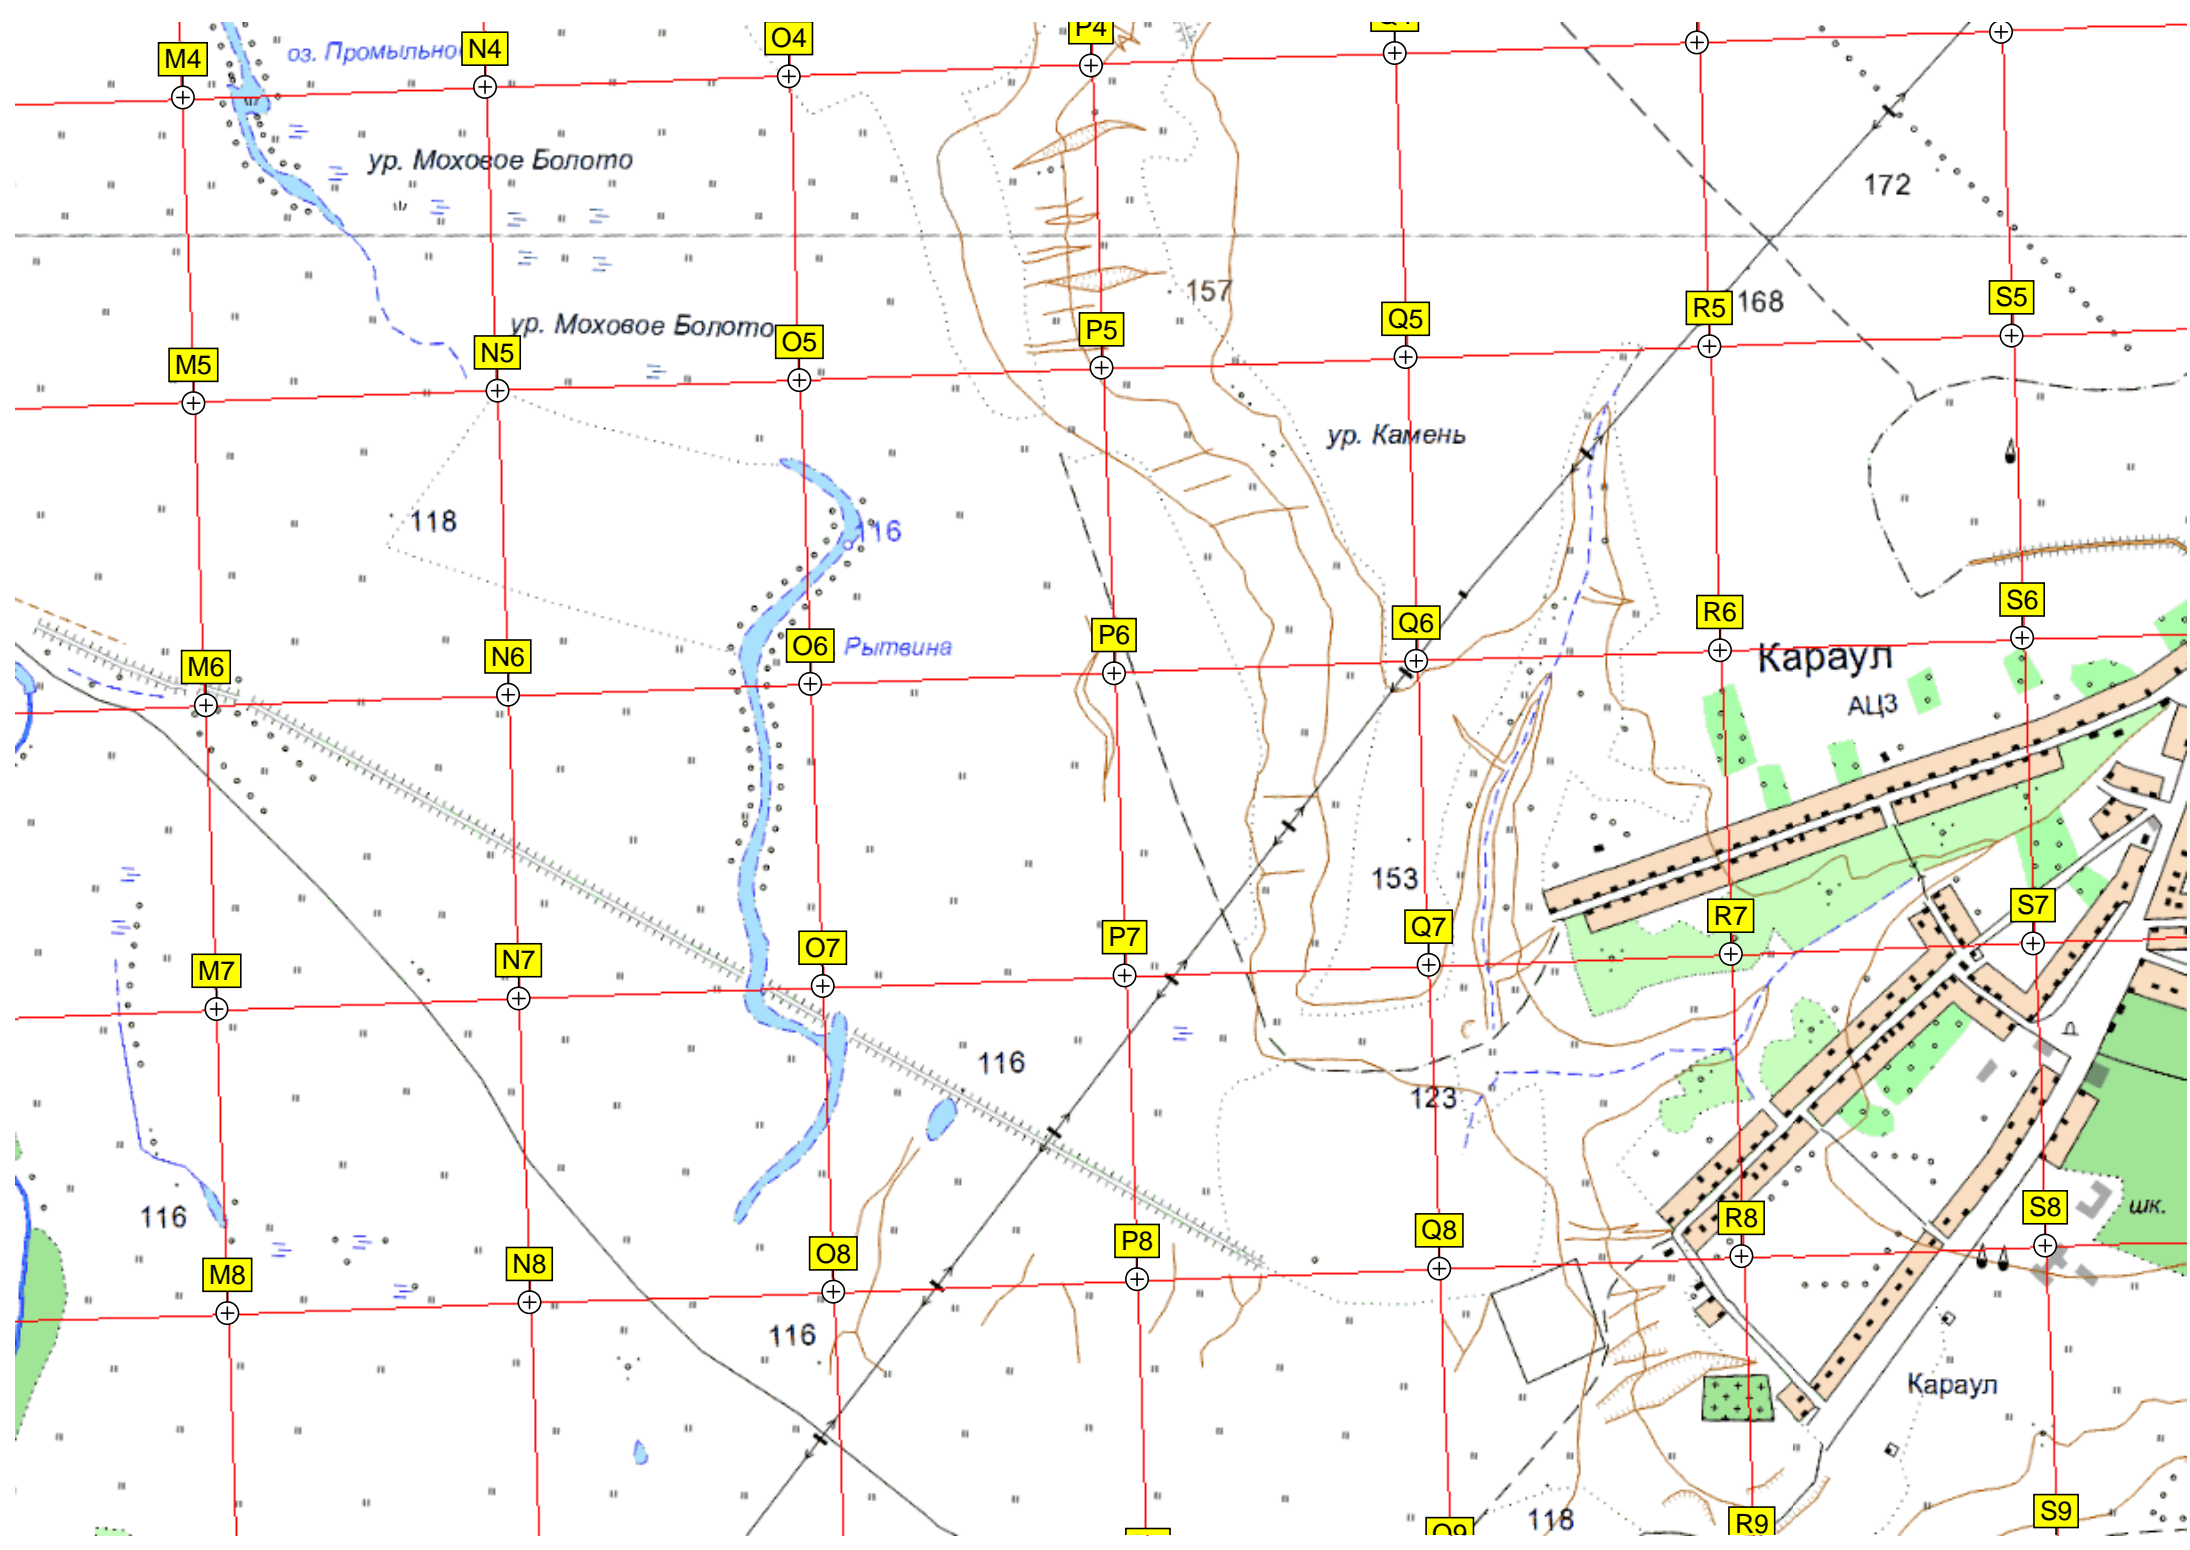 P4
O4
N4
оз. Промыльно
M4
ур. Моховое Болото
172
157
168
S5
R5
Q5
ур. Моховое Болото
P5
O5
N5
M5
ур. Камень
118
116
S6
R6
Q6
P6
O6
Рытвина
N6
M6
Караул
АЦЗ
153
S7
R7
Q7
P7
O7
N7
M7
116
123
116
S8
шк.
R8
Q8
P8
O8
N8
M8
116
Караул
S9
R9
118